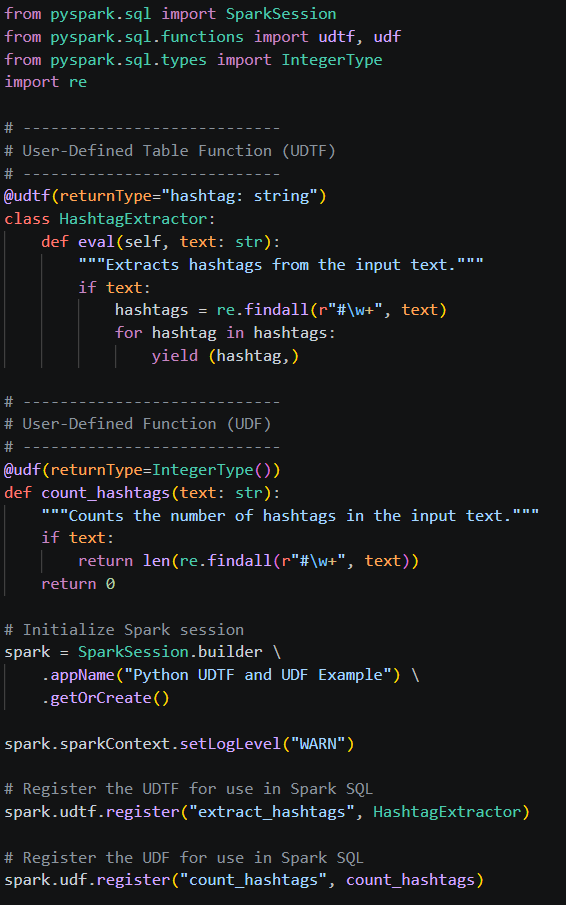 from pyspark.sql import SparkSession
from pyspark.sql.functions import udtf, udf
from pyspark.sql.types import IntegerType
import re

# ----------------------------
# User-Defined Table Function (UDTF)
# ----------------------------
@udtf(returnType="hashtag: string")
class HashtagExtractor:
    def eval(self, text: str):
        """Extracts hashtags from the input text."""
        if text:
            hashtags = re.findall(r"#\w+", text)
            for hashtag in hashtags:
                yield (hashtag,)

# ----------------------------
# User-Defined Function (UDF)
# ----------------------------
@udf(returnType=IntegerType())
def count_hashtags(text: str):
    """Counts the number of hashtags in the input text."""
    if text:
        return len(re.findall(r"#\w+", text))
    return 0

# Initialize Spark session
spark = SparkSession.builder \
    .appName("Python UDTF and UDF Example") \
    .getOrCreate()

spark.sparkContext.setLogLevel("WARN")

# Register the UDTF for use in Spark SQL
spark.udtf.register("extract_hashtags", HashtagExtractor)

# Register the UDF for use in Spark SQL
spark.udf.register("count_hashtags", count_hashtags)